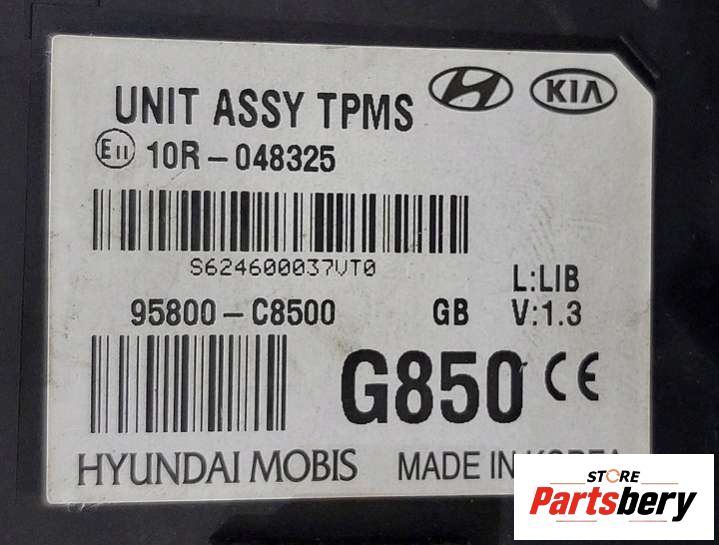 UNIT ASSY TPMS KIA
E11 10R-048325
S624600037VT0
L:LIB
95800-C8500 GB V:1.3
G850 CE
HYUNDAI MOBIS MADE IN KOREA
STORE
Partsbery